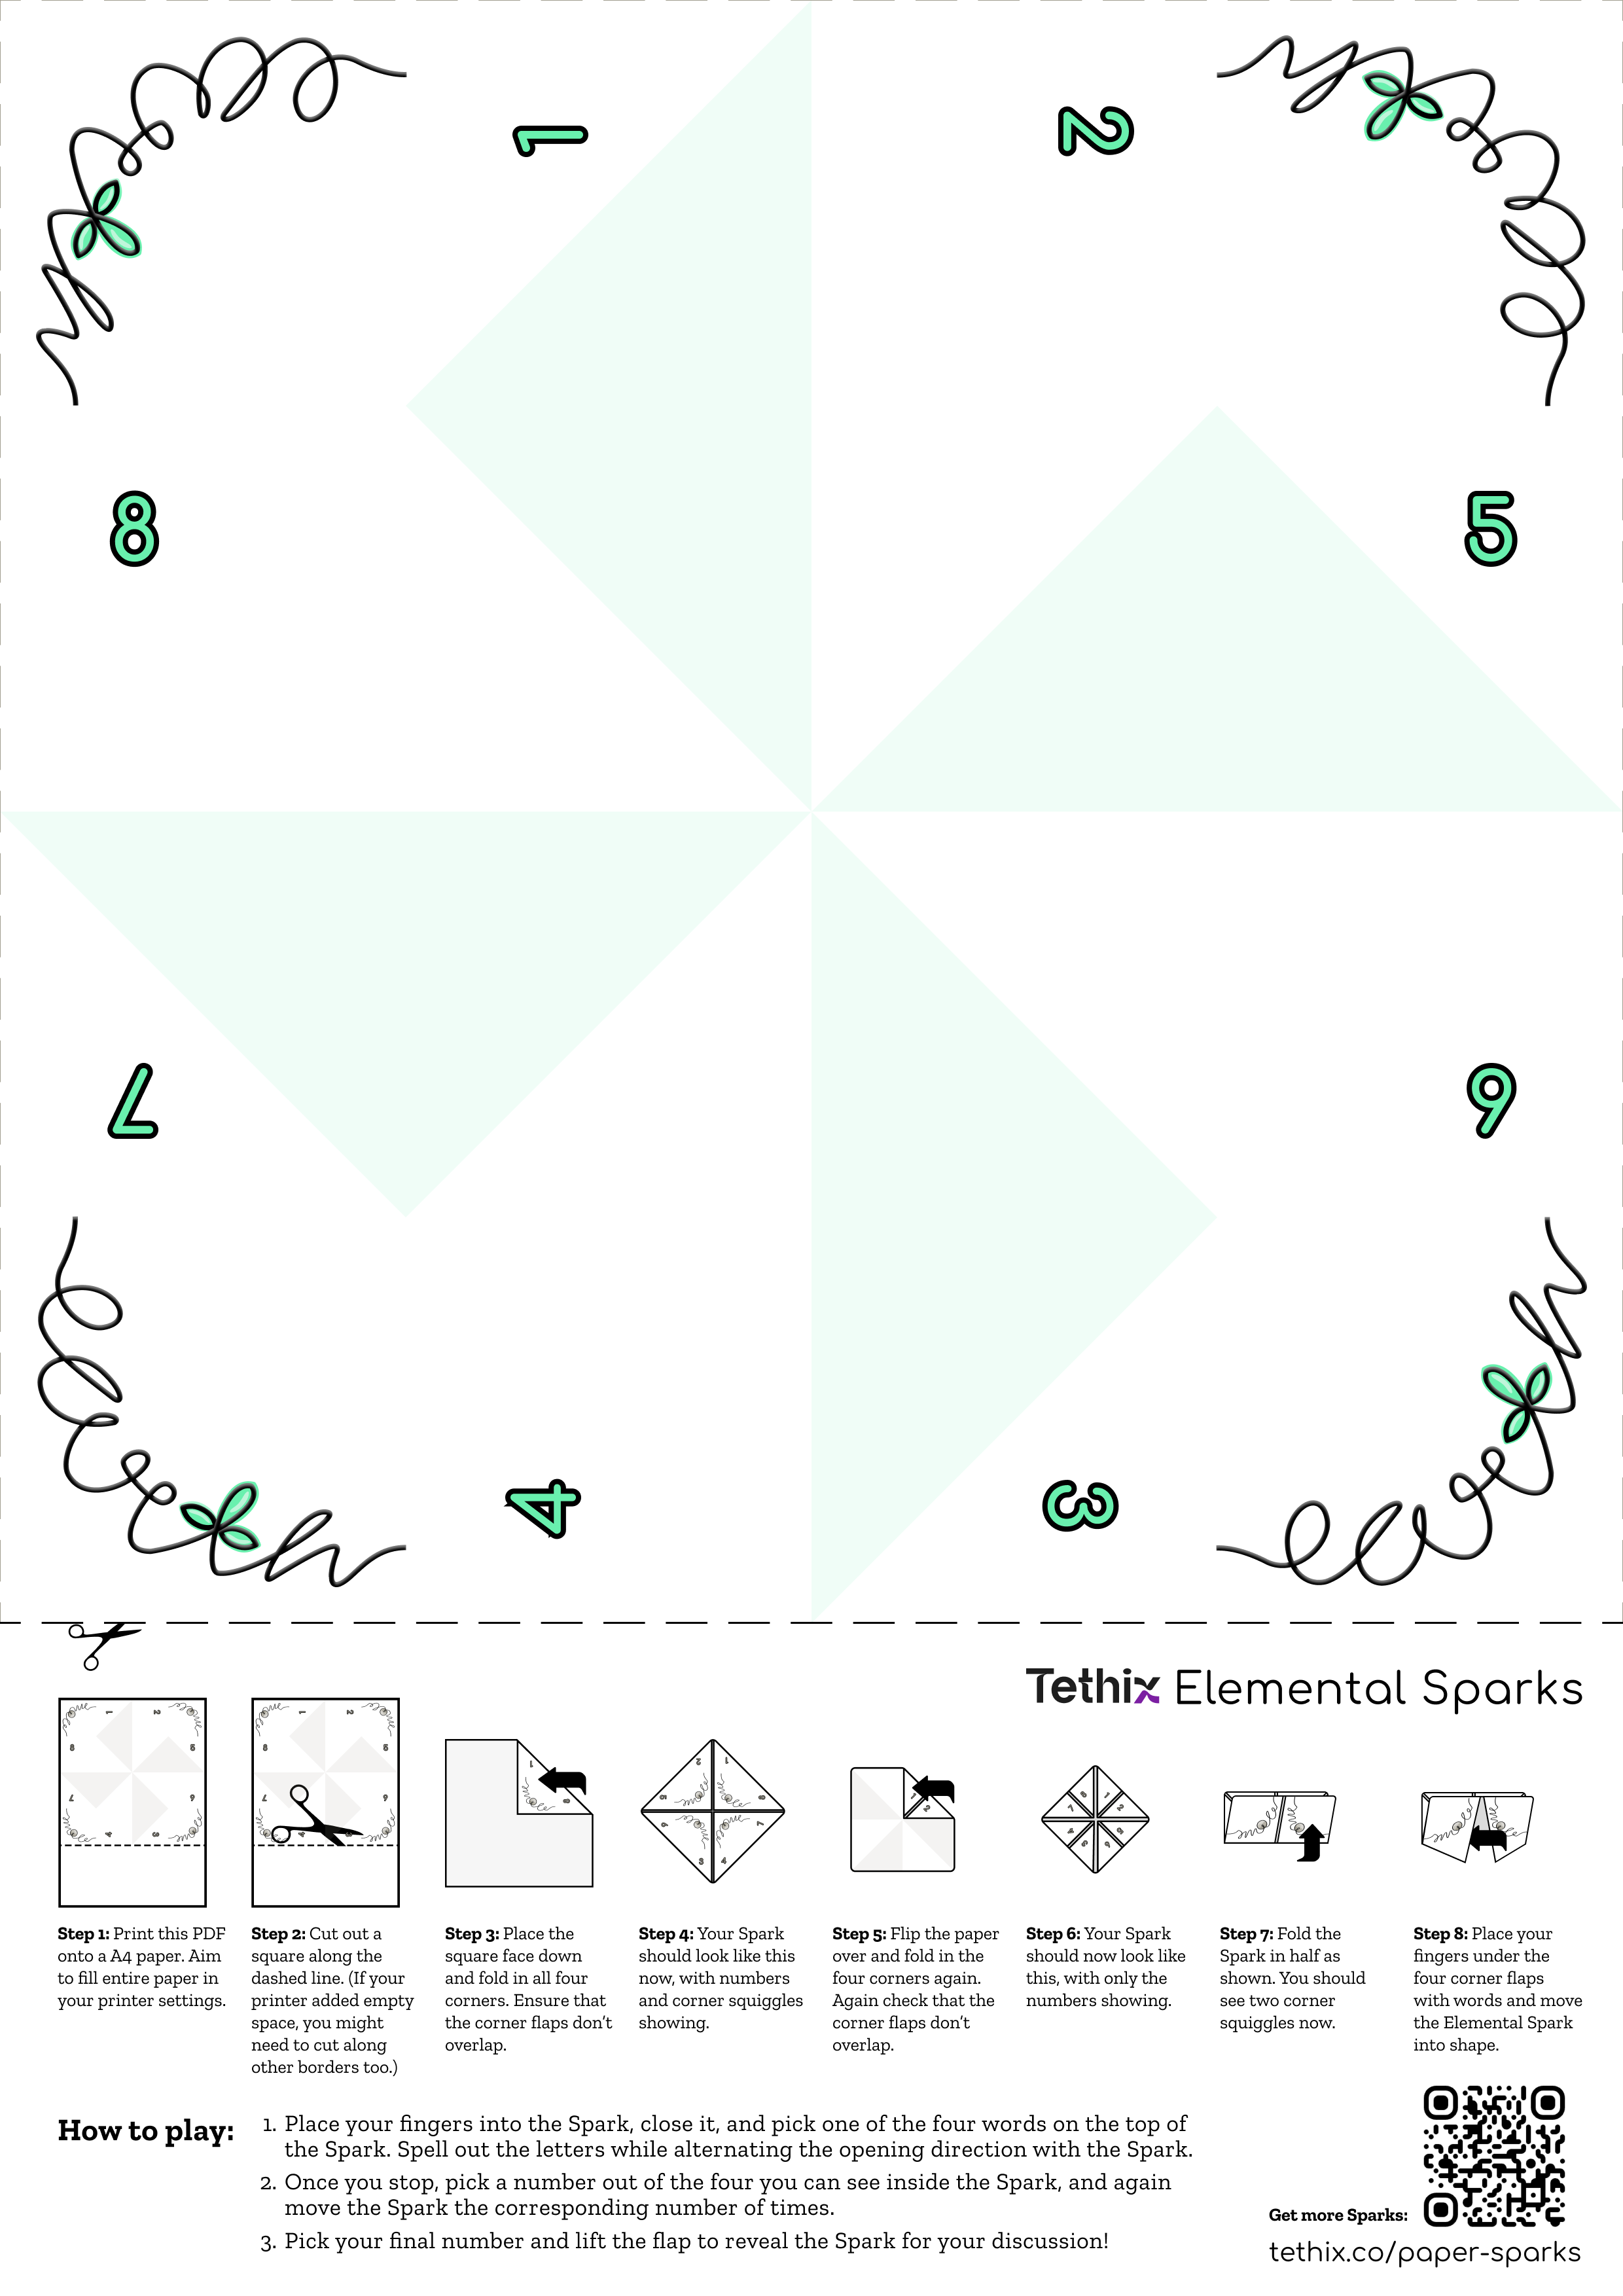 earth
earth
1
2
8
5
7
6
4
3
earth
earth
Tethix Elemental Sparks
Step 1: Print this PDF
onto a A4 paper. Aim
to fill entire paper in
your printer settings.
Step 2: Cut out a
square along the
dashed line. (If your
printer added empty
space, you might
need to cut along
other borders too.)
Step 3: Place the
square face down
and fold in all four
corners. Ensure that
the corner flaps don't
overlap.
Step 4: Your Spark
should look like this
now, with numbers
and corner squiggles
showing.
Step 5: Flip the paper
over and fold in the
four corners again.
Again check that the
corner flaps don't
overlap.
Step 6: Your Spark
should now look like
this, with only the
numbers showing.
Step 7: Fold the
Spark in half as
shown. You should
see two corner
squiggles now.
Step 8: Place your
fingers under the
four corner flaps
with words and move
the Elemental Spark
into shape.
How to play:
1. Place your fingers into the Spark, close it, and pick one of the four words on the top of
the Spark. Spell out the letters while alternating the opening direction with the Spark.
2. Once you stop, pick a number out of the four you can see inside the Spark, and again
move the Spark the corresponding number of times.
3. Pick your final number and lift the flap to reveal the Spark for your discussion!
Get more Sparks:
tethix.co/paper-sparks